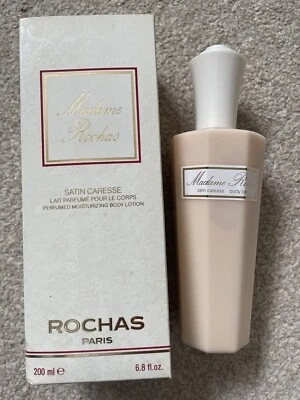 Madame
Rochas
SATIN CARESSE
LAIT PARFUMÉ POUR LE CORPS
PERFUMED MOISTURIZING BODY LOTION
ROCHAS
PARIS
200 ml e 6.8 fl.oz.
Madame
satin caresse body